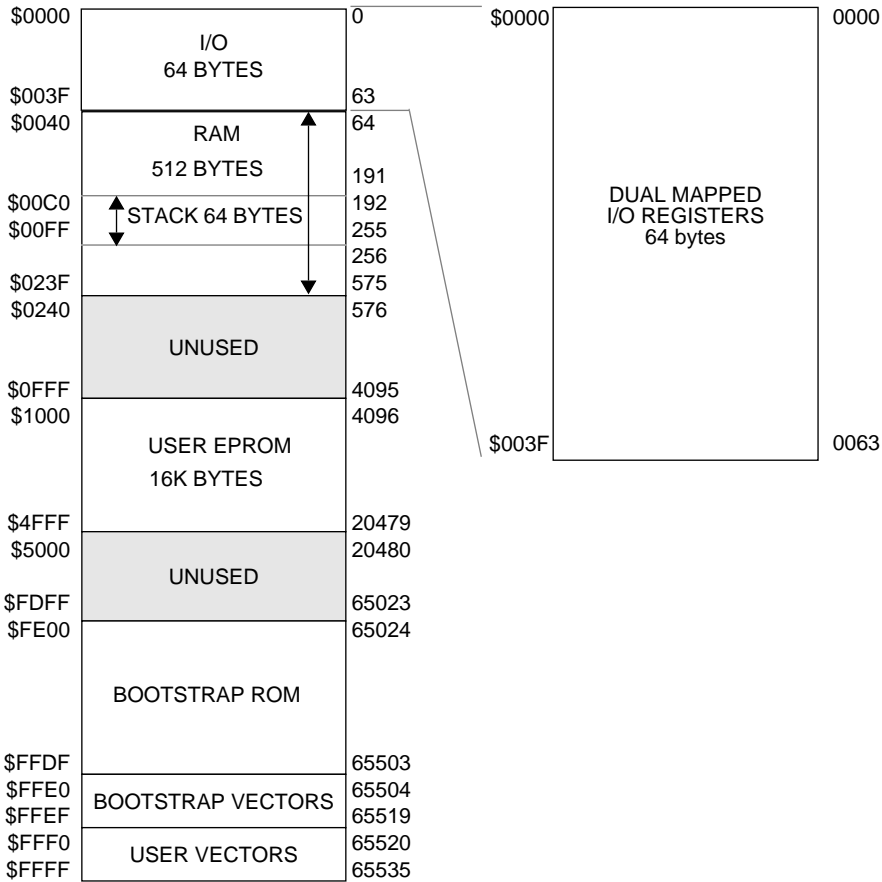 $0000 0
I/O
64 BYTES
$003F 63
$0040 64
RAM
512 BYTES
191
$00C0 192
STACK 64 BYTES
$00FF 255
256
$023F 575
$0240 576
UNUSED
$0FFF 4095
$1000 4096
USER EPROM
16K BYTES
$4FFF 20479
$5000 20480
UNUSED
$FDFF 65023
$FE00 65024
BOOTSTRAP ROM
$FFDF 65503
$FFE0 65504
BOOTSTRAP VECTORS
$FFEF 65519
$FFF0 65520
USER VECTORS
$FFFF 65535
$0000 0000
DUAL MAPPED
I/O REGISTERS
64 bytes
$003F 0063